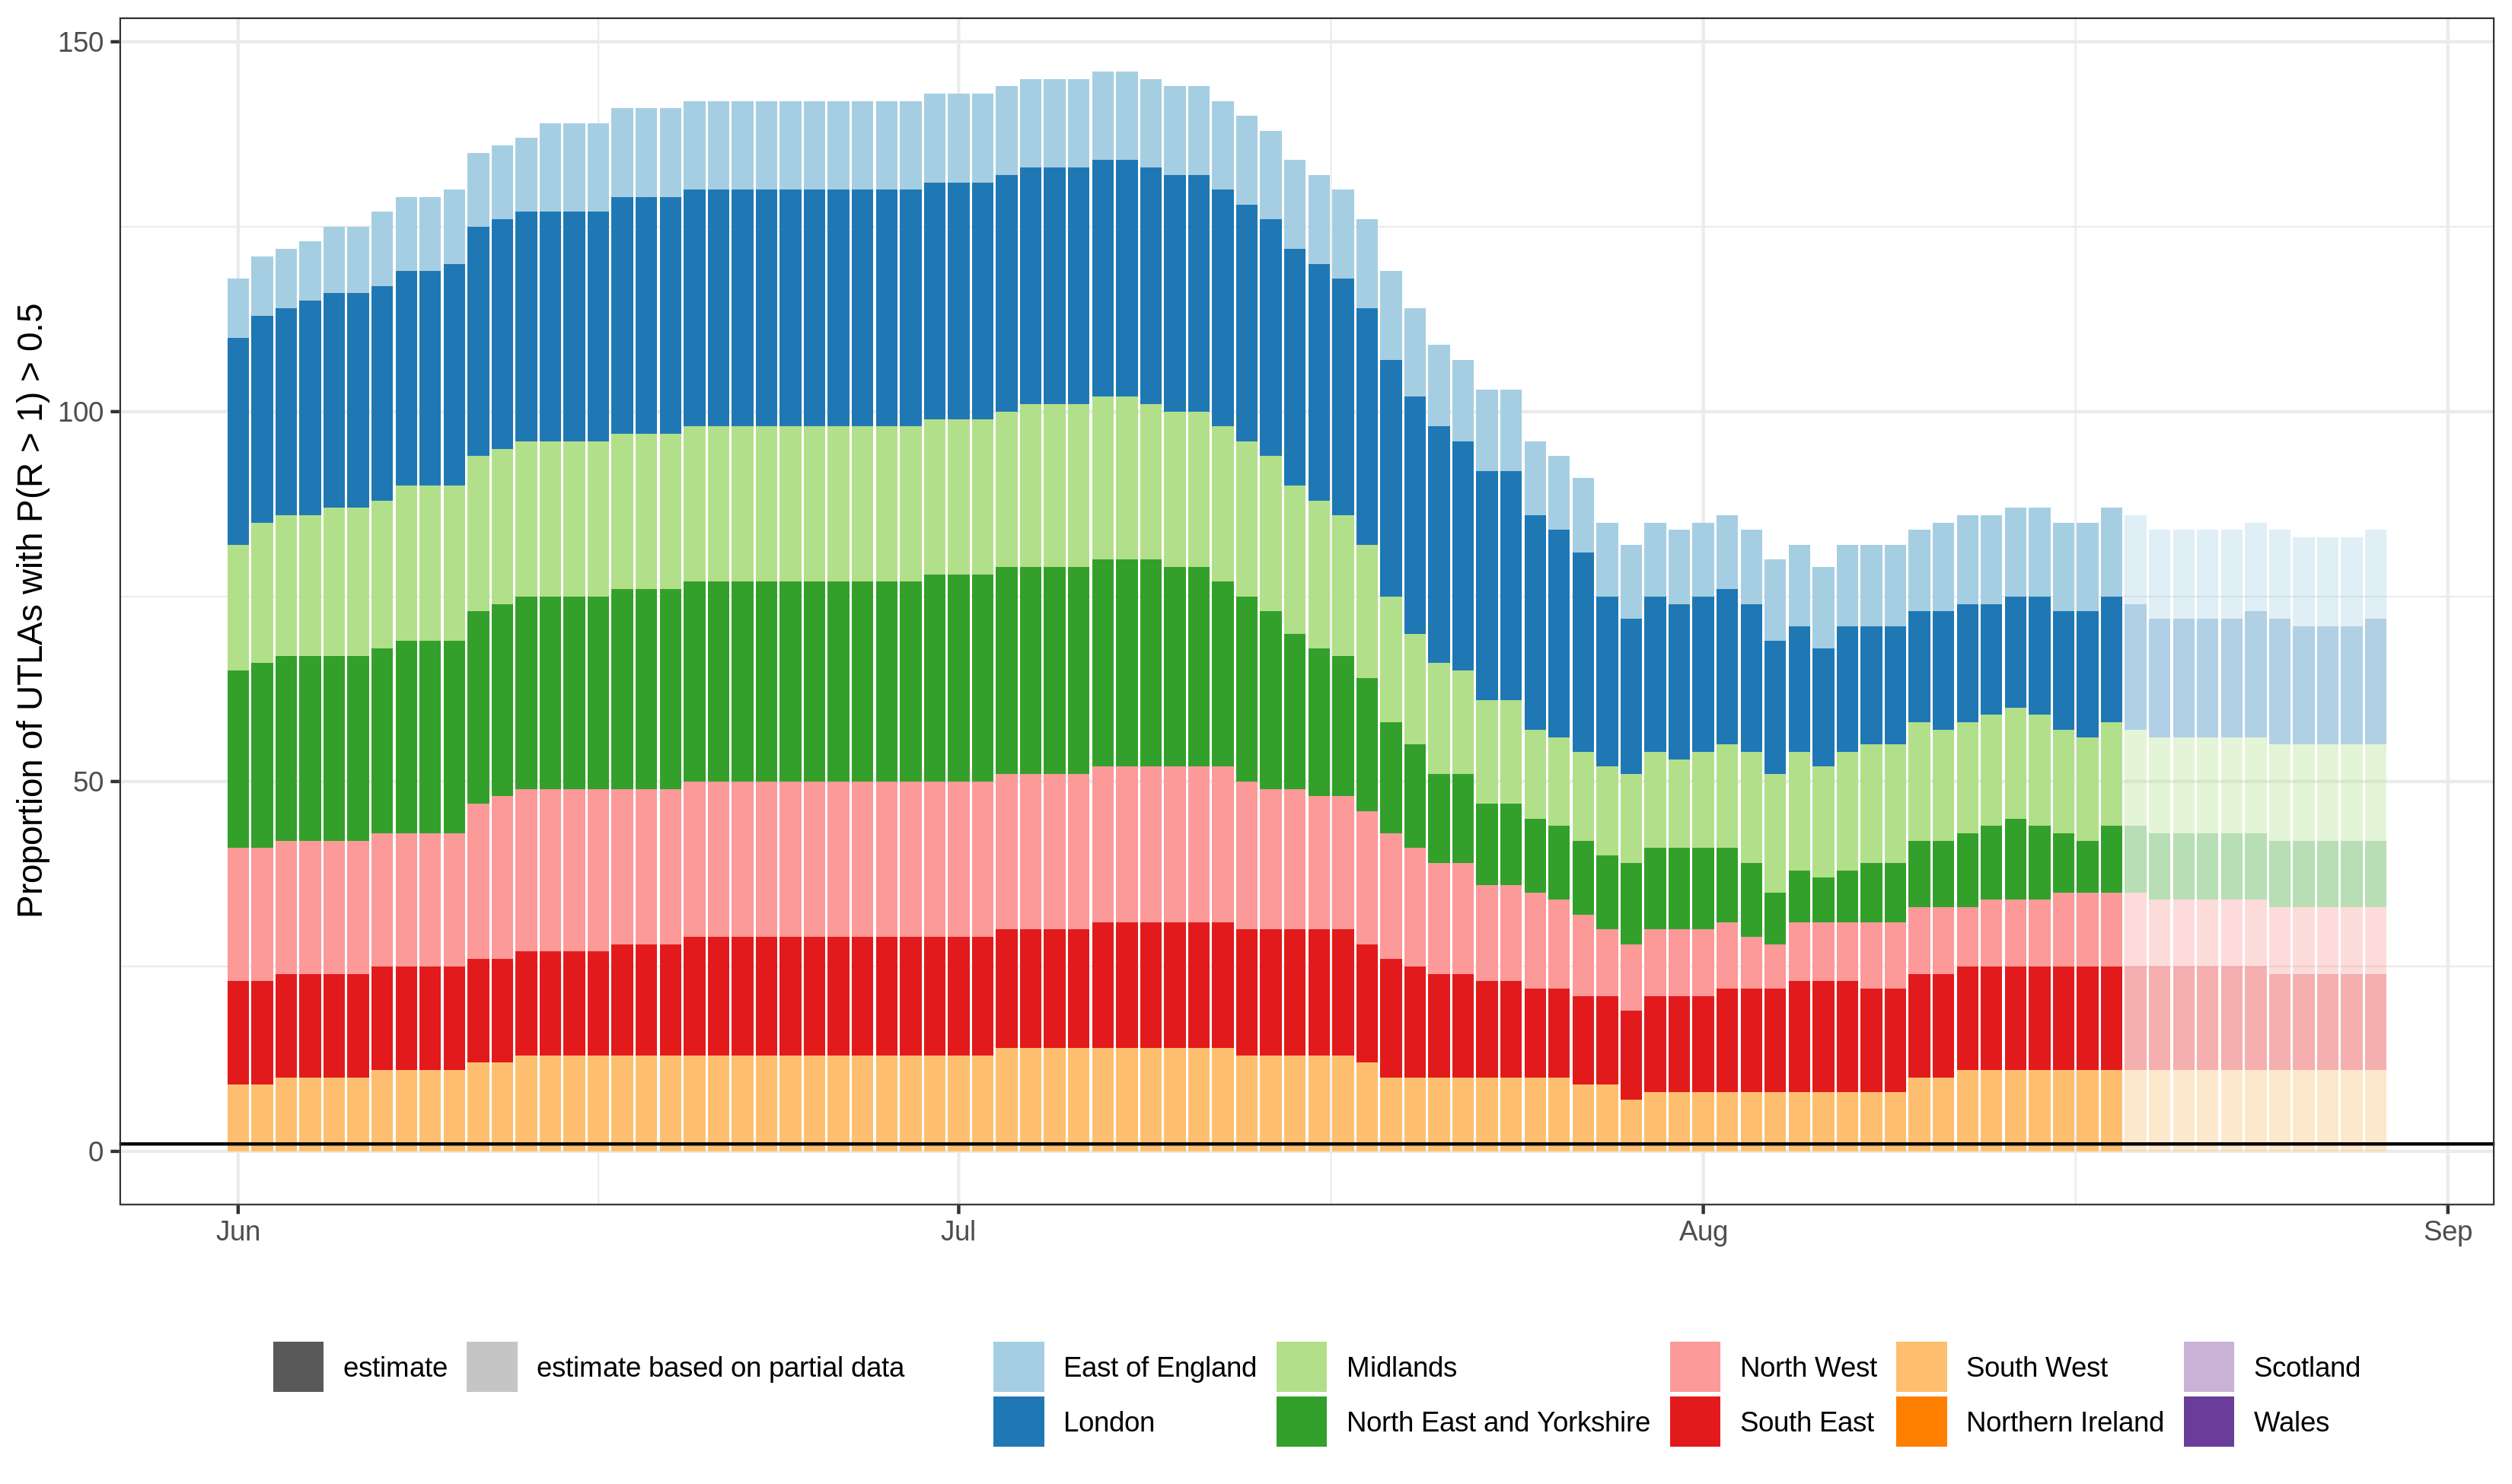 Proportion of UTLAs with P(R > 1) > 0.5
150
100
50
0
Jun Jul Aug Sep
estimate estimate based on partial data East of England Midlands North West South West Scotland
London North East and Yorkshire South East Northern Ireland Wales